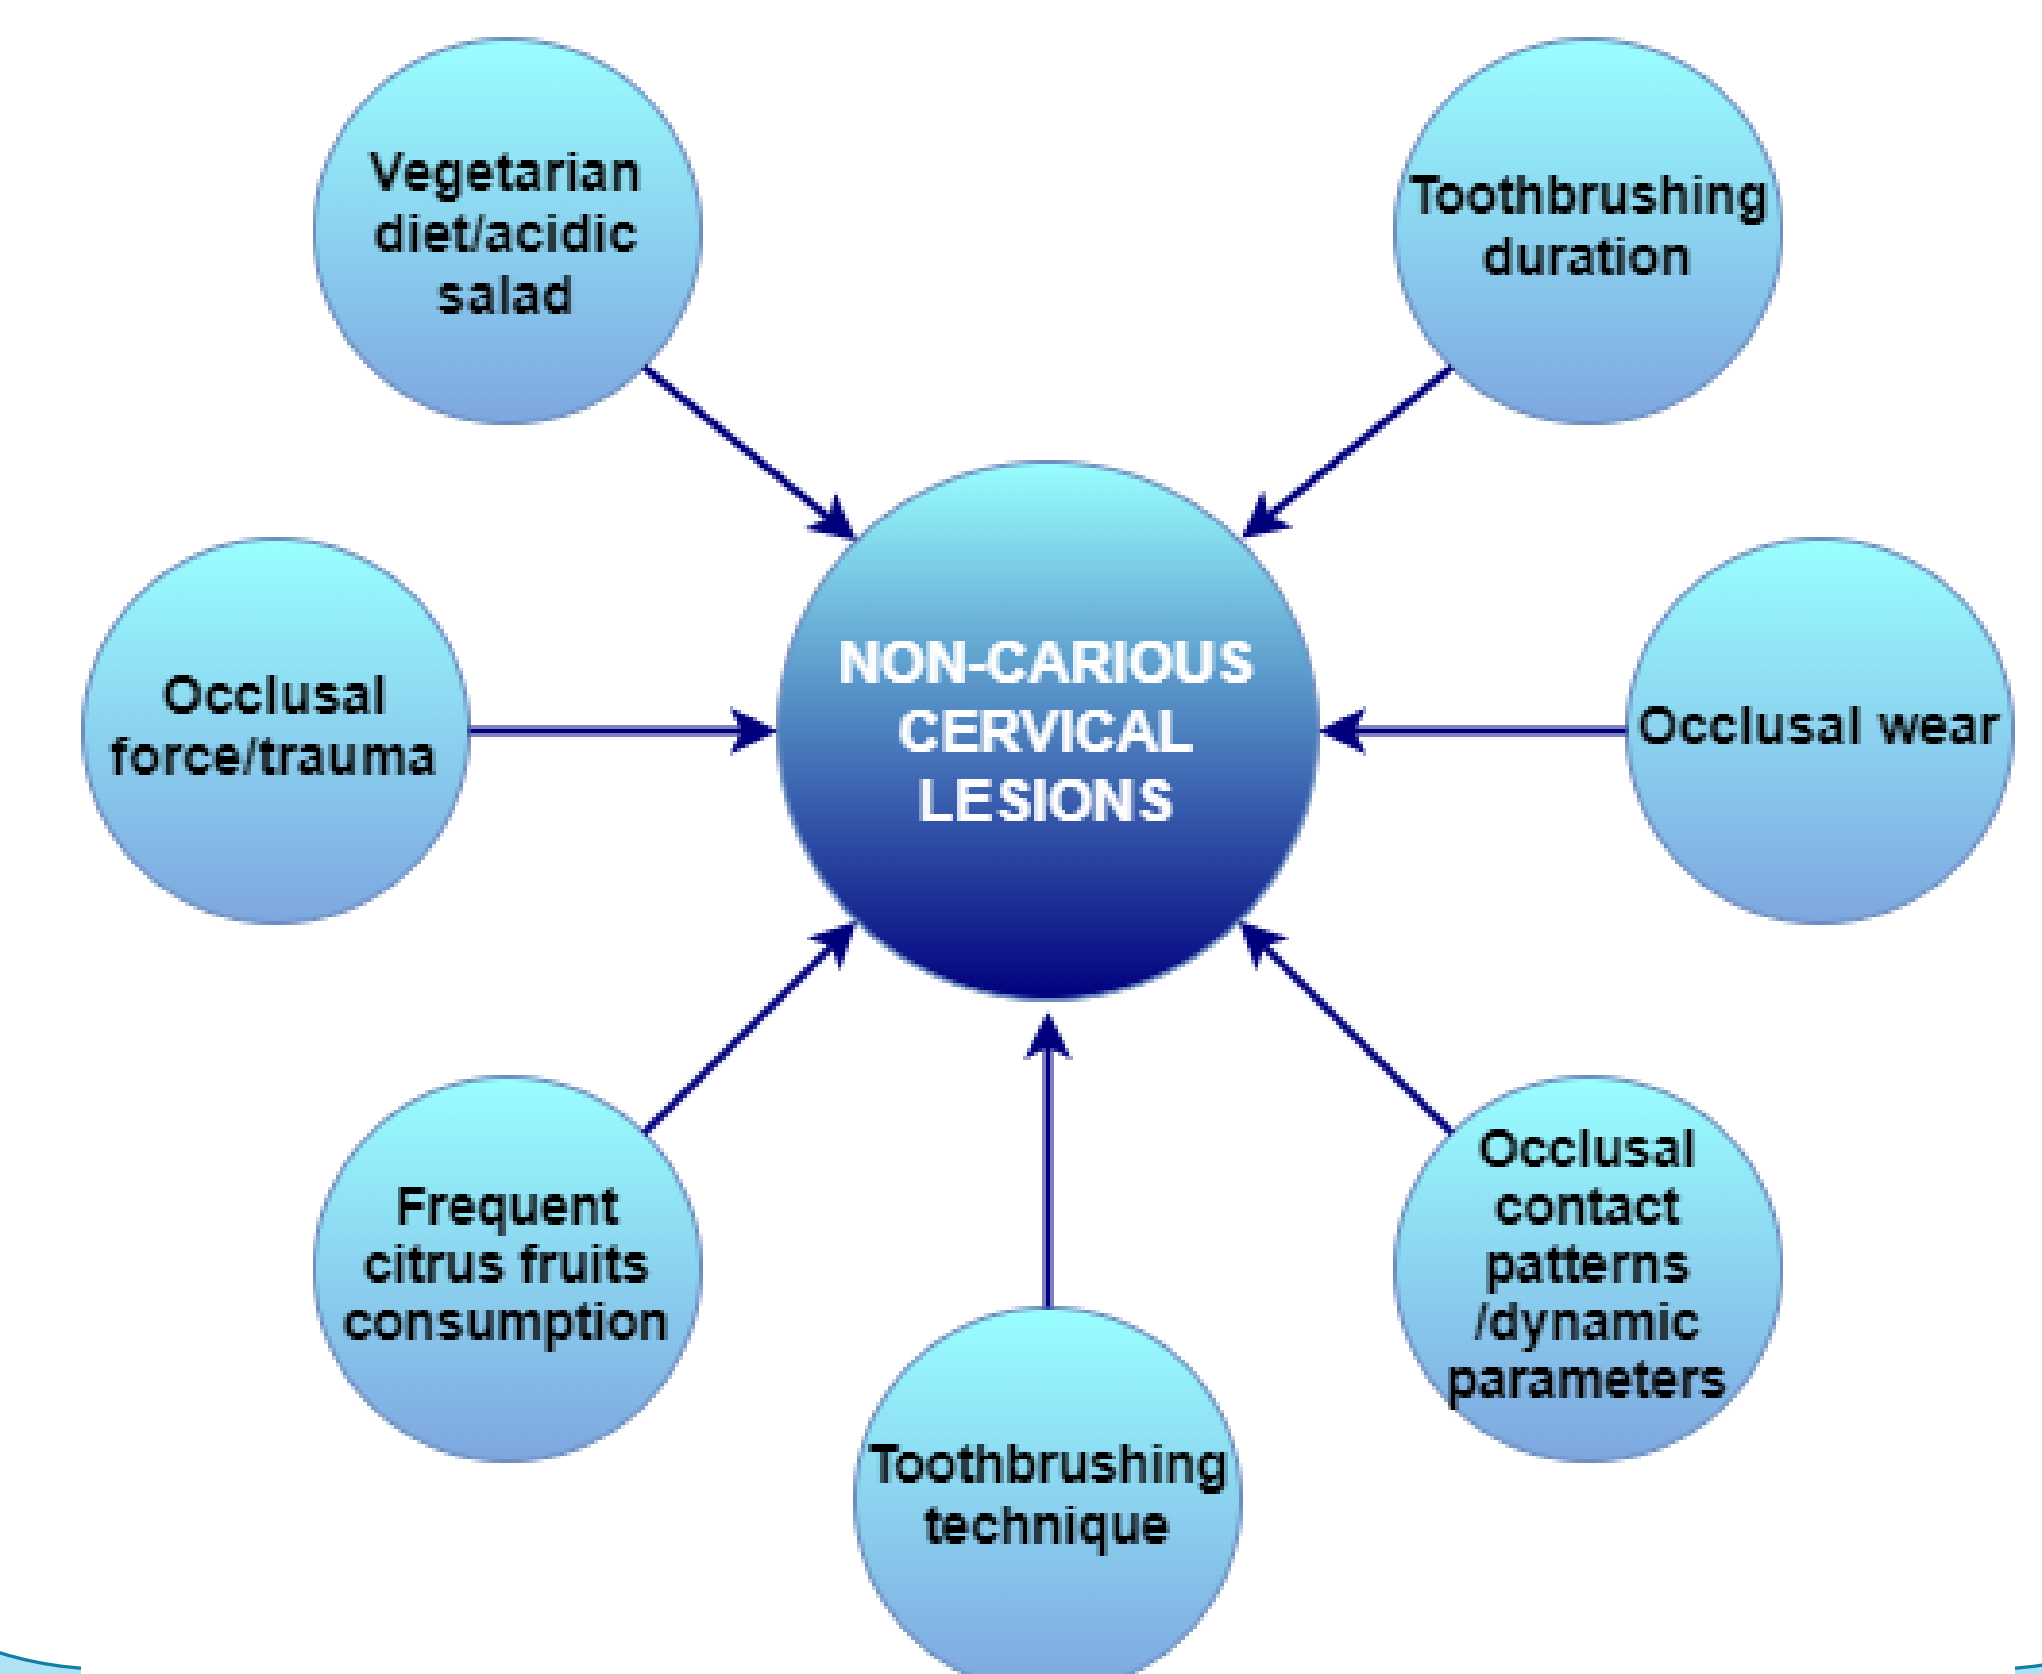 Vegetarian
diet/acidic
salad
Toothbrushing
duration
Occlusal
force/trauma
NON-CARIOUS
CERVICAL
LESIONS
Occlusal wear
Frequent
citrus fruits
consumption
Toothbrushing
technique
Occlusal
contact
patterns
/dynamic
parameters